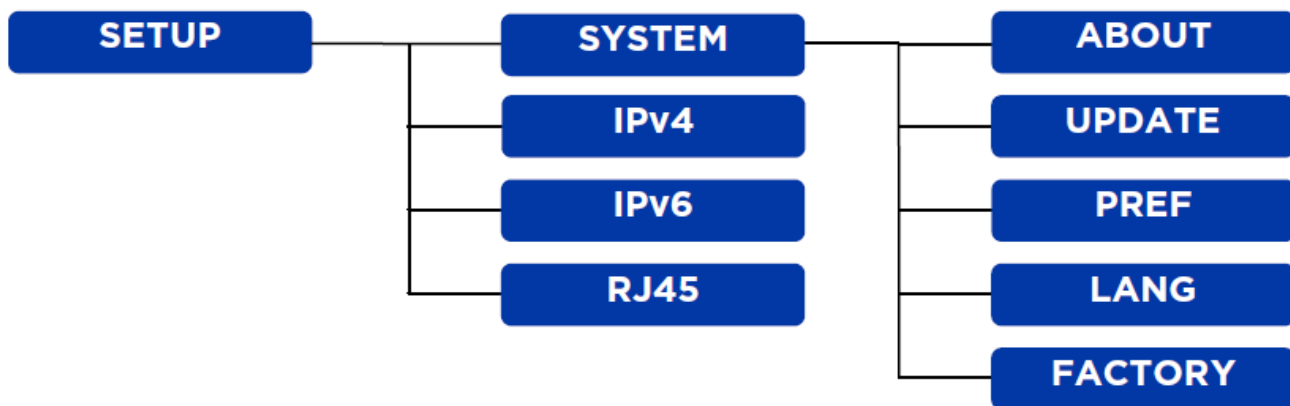 SETUP
SYSTEM
ABOUT
IPv4
UPDATE
IPv6
PREF
RJ45
LANG
FACTORY